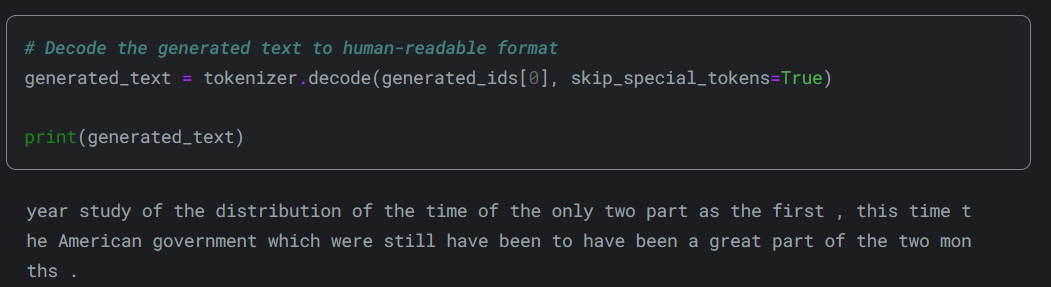 # Decode the generated text to human-readable format
generated_text = tokenizer.decode(generated_ids[0], skip_special_tokens=True)
print(generated_text)
year study of the distribution of the time of the only two part as the first , this time t
he American government which were still have been to have been a great part of the two mon
ths .